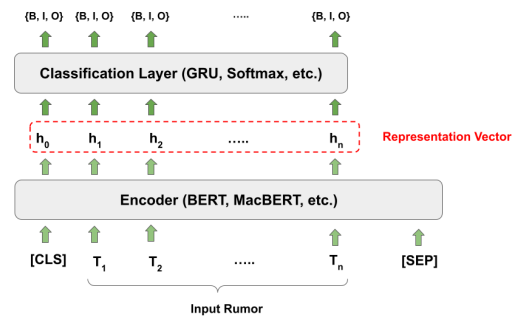 {B, I, O} {B, I, O} {B, I, O} ..... {B, I, O}
Classification Layer (GRU, Softmax, etc.)
h0 h1 h2 ..... hn
Representation Vector
Encoder (BERT, MacBERT, etc.)
[CLS] T1 T2 ..... Tn [SEP]
Input Rumor